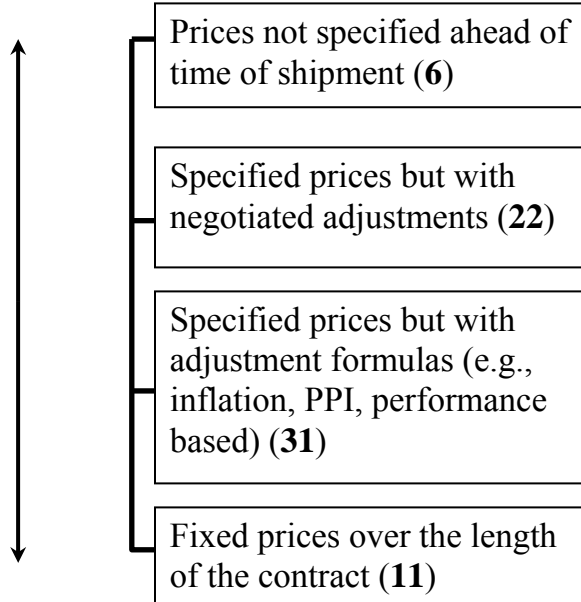 Prices not specified ahead of
time of shipment (6)
Specified prices but with
negotiated adjustments (22)
Specified prices but with
adjustment formulas (e.g.,
inflation, PPI, performance
based) (31)
Fixed prices over the length
of the contract (11)